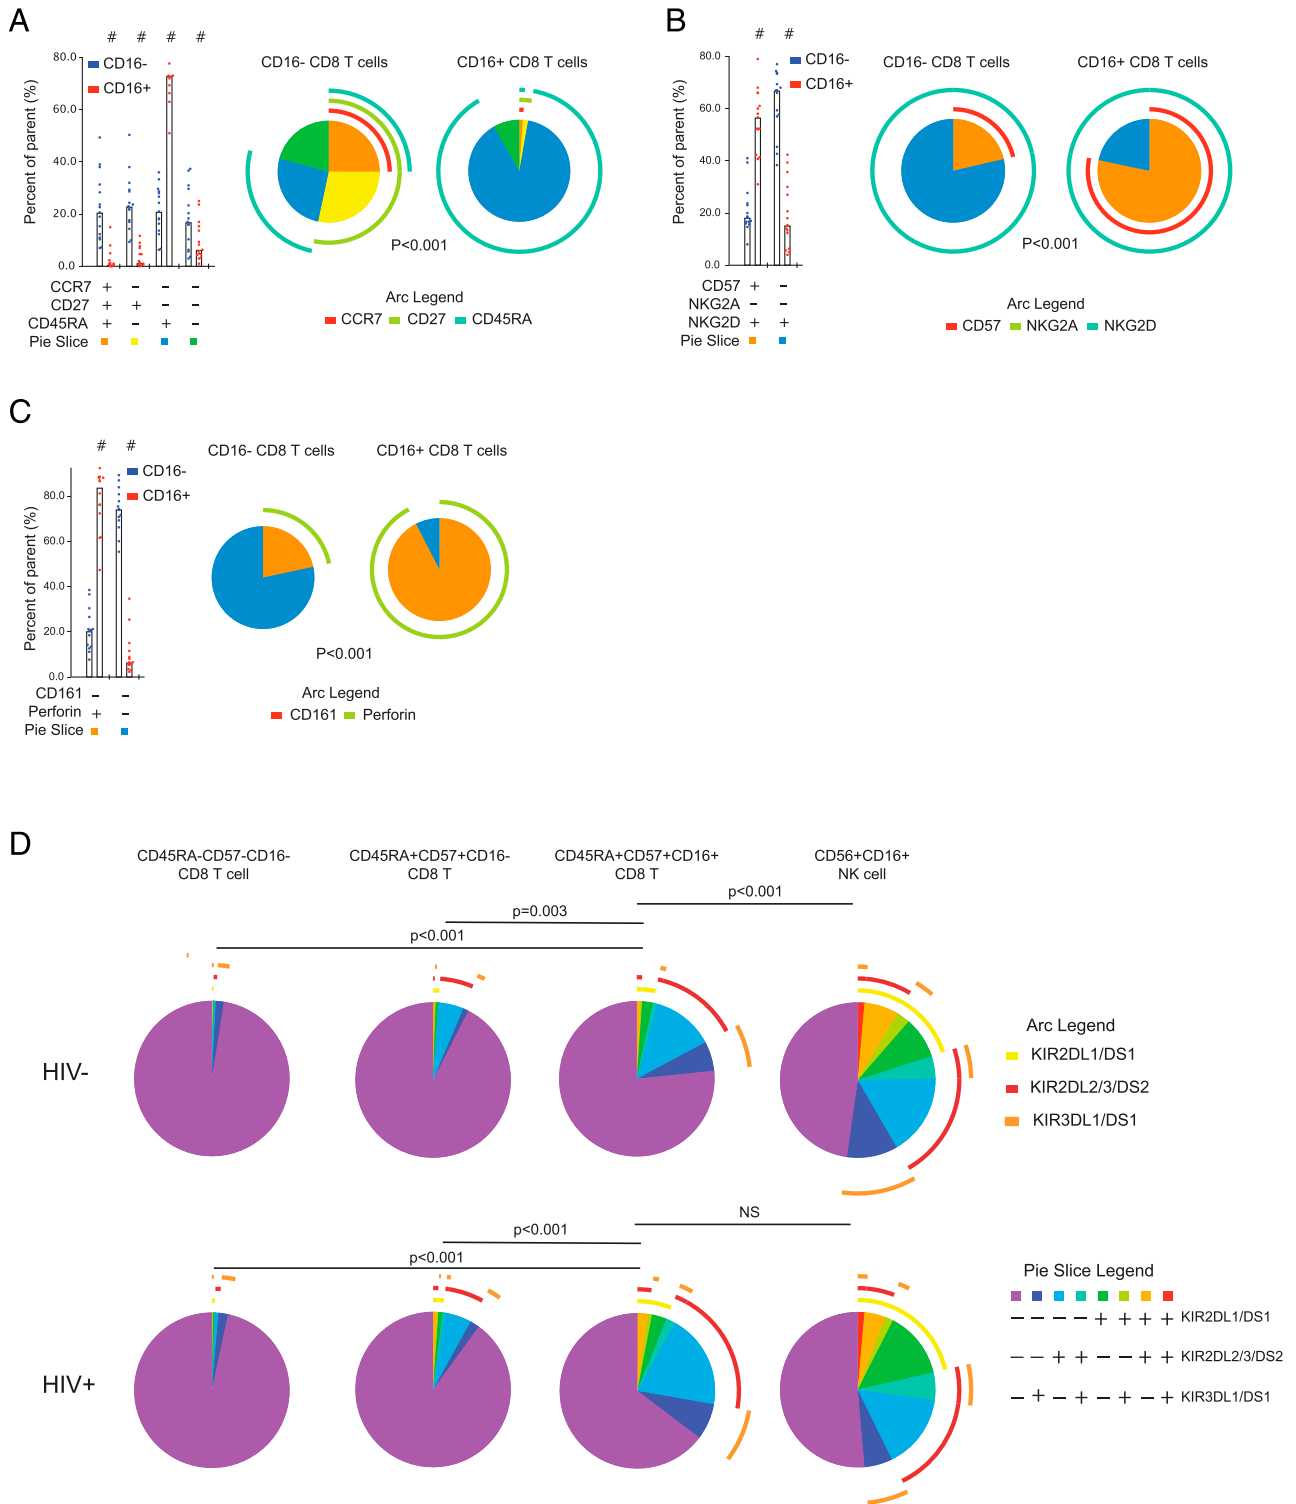 A
# # # #
80.0
60.0
40.0
20.0
0.0
Percent of parent (%)
CD16-
CD16+
CD16- CD8 T cells
CD16+ CD8 T cells
P<0.001
CCR7 + – – –
CD27 + + – –
CD45RA + – + –
Pie Slice
Arc Legend
CCR7 CD27 CD45RA
B
# #
80.0
60.0
40.0
20.0
0.0
Percent of parent (%)
CD16-
CD16+
CD16- CD8 T cells
CD16+ CD8 T cells
P<0.001
CD57 + –
NKG2A – –
NKG2D + +
Pie Slice
Arc Legend
CD57 NKG2A NKG2D
C
# #
80.0
60.0
40.0
20.0
0.0
Percent of parent (%)
CD16-
CD16+
CD16- CD8 T cells
CD16+ CD8 T cells
P<0.001
CD161 – –
Perforin + –
Pie Slice
Arc Legend
CD161 Perforin
D
CD45RA-CD57-CD16-
CD8 T cell
CD45RA+CD57+CD16-
CD8 T
CD45RA+CD57+CD16+
CD8 T
CD56+CD16+
NK cell
p<0.001
p=0.003
p<0.001
HIV-
Arc Legend
KIR2DL1/DS1
KIR2DL2/3/DS2
KIR3DL1/DS1
NS
p<0.001
p<0.001
HIV+
Pie Slice Legend
– – – – + + + + KIR2DL1/DS1
– – + + – – + + KIR2DL2/3/DS2
– + – + – + – + KIR3DL1/DS1